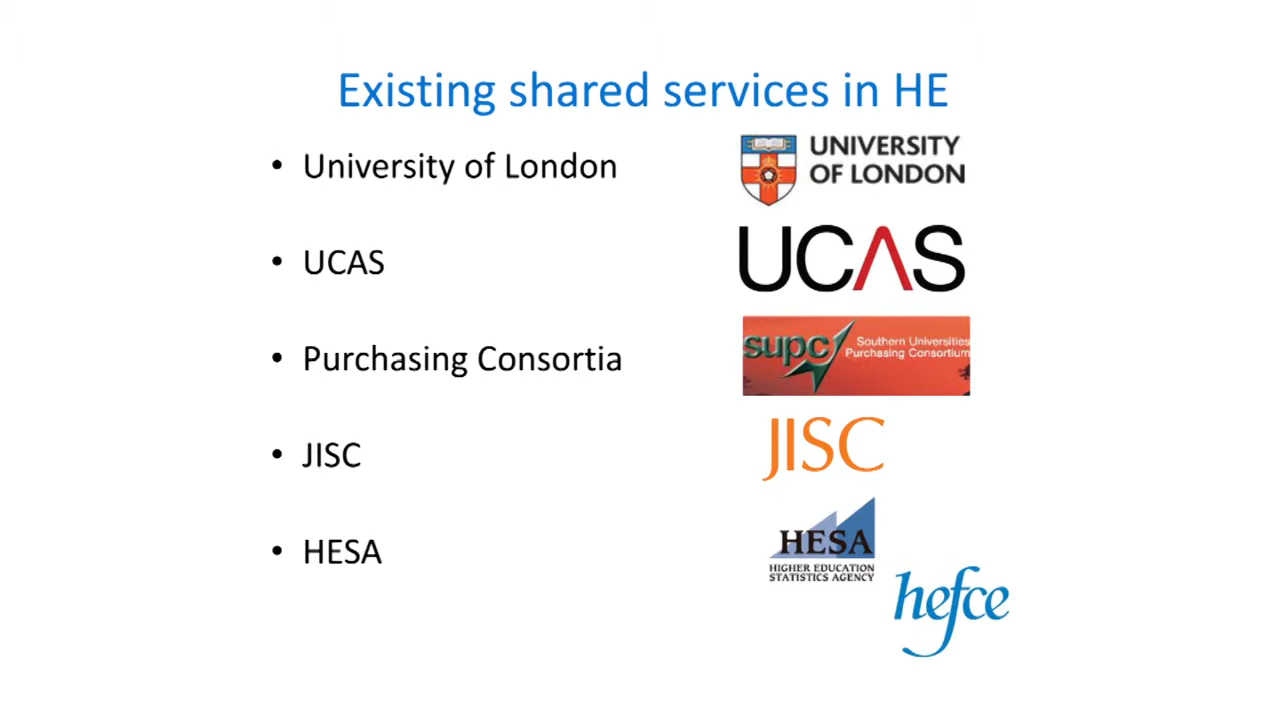 Existing shared services in HE
• University of London
UNIVERSITY
OF LONDON
• UCAS
UCAS
• Purchasing Consortia
supc
Southern Universities
Purchasing Consortium
• JISC
JISC
• HESA
HESA
HIGHER EDUCATION
STATISTICS AGENCY
hefce